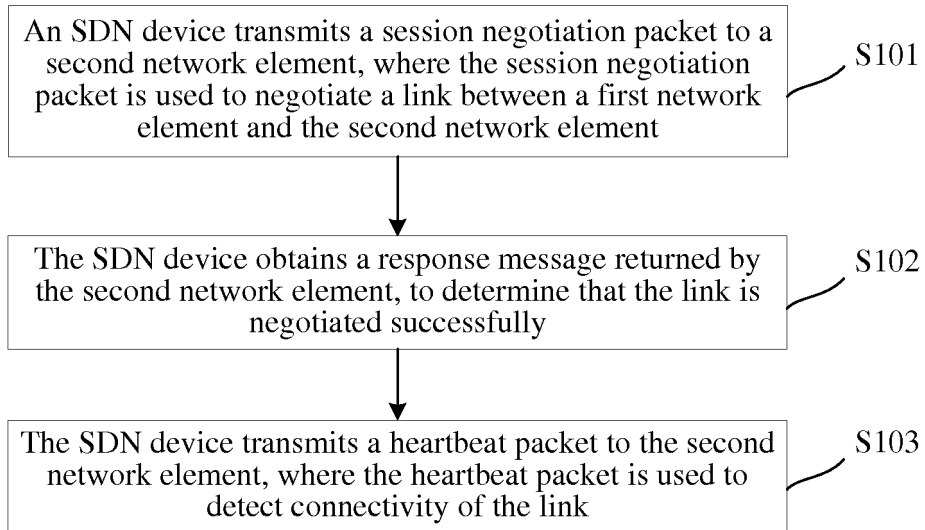 An SDN device transmits a session negotiation packet to a
second network element, where the session negotiation
packet is used to negotiate a link between a first network
element and the second network element
S101
The SDN device obtains a response message returned by
the second network element, to determine that the link is
negotiated successfully
S102
The SDN device transmits a heartbeat packet to the second
network element, where the heartbeat packet is used to
detect connectivity of the link
S103